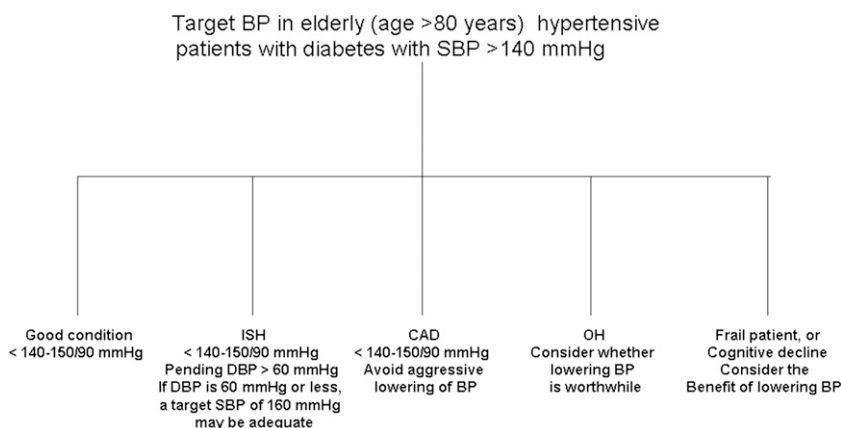 Target BP in elderly (age >80 years) hypertensive
patients with diabetes with SBP >140 mmHg
Good condition
< 140-150/90 mmHg
ISH
< 140-150/90 mmHg
Pending DBP > 60 mmHg
If DBP is 60 mmHg or less,
a target SBP of 160 mmHg
may be adequate
CAD
< 140-150/90 mmHg
Avoid aggressive
lowering of BP
OH
Consider whether
lowering BP
is worthwhile
Frail patient, or
Cognitive decline
Consider the
Benefit of lowering BP